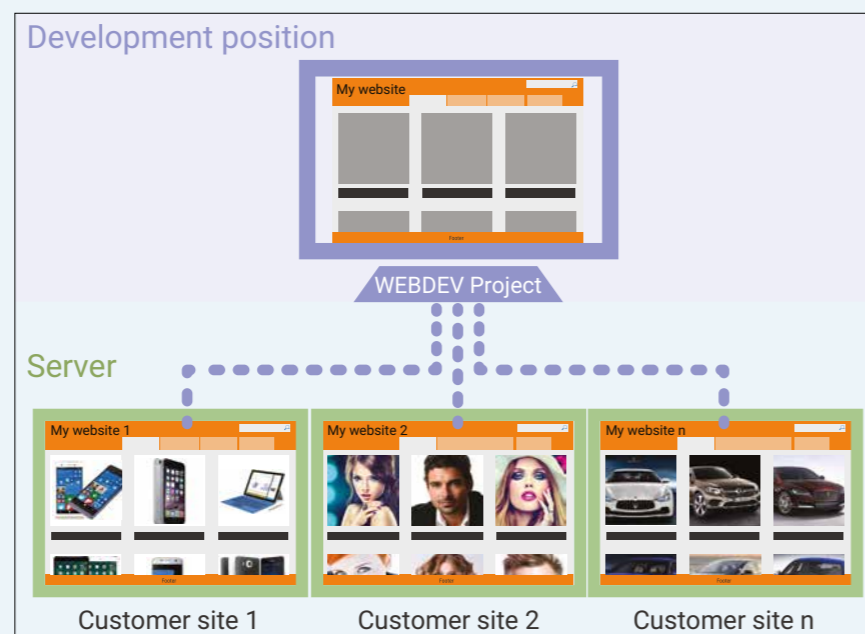 Development position
My website
Footer
WEBDEV Project
Server
My website 1
My website 2
My website n
Footer
Footer
Footer
Customer site 1
Customer site 2
Customer site n